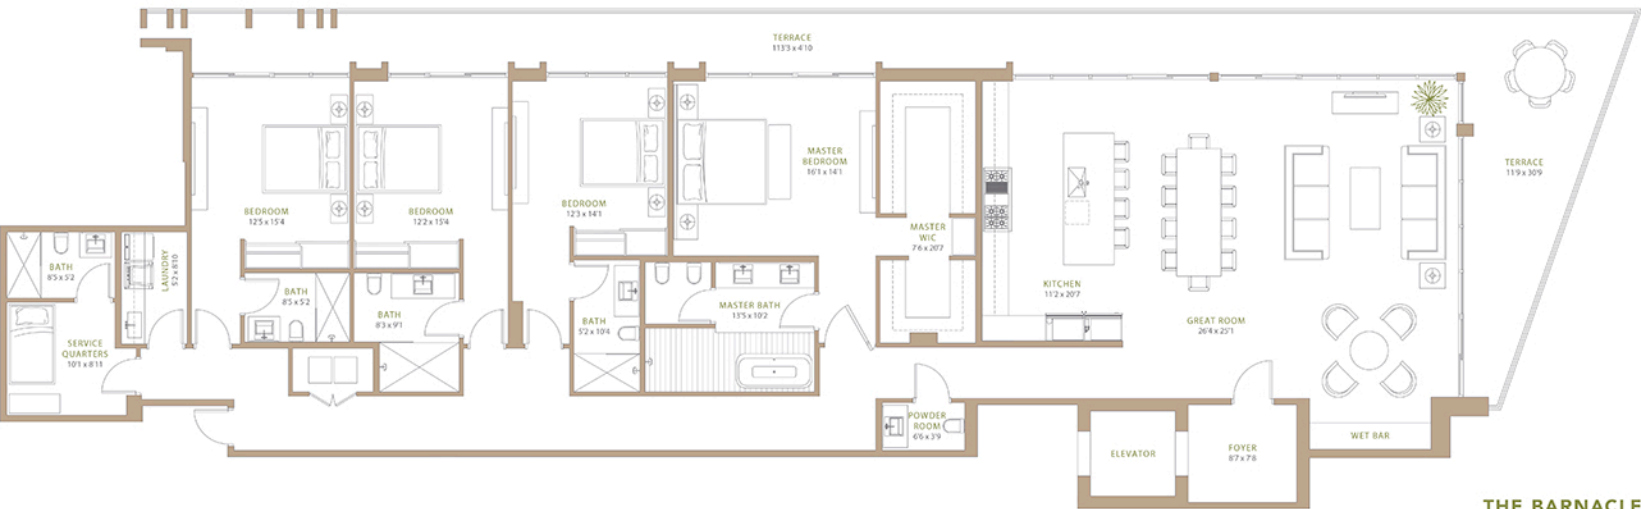 TERRACE
113'3 x 4'10
TERRACE
11'9 x 30'9
BEDROOM
12'5 x 15'4
BEDROOM
12'2 x 15'4
BEDROOM
12'3 x 14'1
MASTER
BEDROOM
16'1 x 14'1
MASTER
WIC
7'6 x 20'7
KITCHEN
11'2 x 20'7
GREAT ROOM
26'4 x 25'1
BATH
8'5 x 5'2
LAUNDRY
5'2 x 8'10
SERVICE
QUARTERS
10'1 x 8'11
BATH
8'5 x 5'2
BATH
8'3 x 9'1
BATH
5'2 x 10'4
MASTER BATH
13'5 x 10'2
POWDER
ROOM
6'6 x 3'9
ELEVATOR
FOYER
8'7 x 7'8
WET BAR
THE BARNACLE